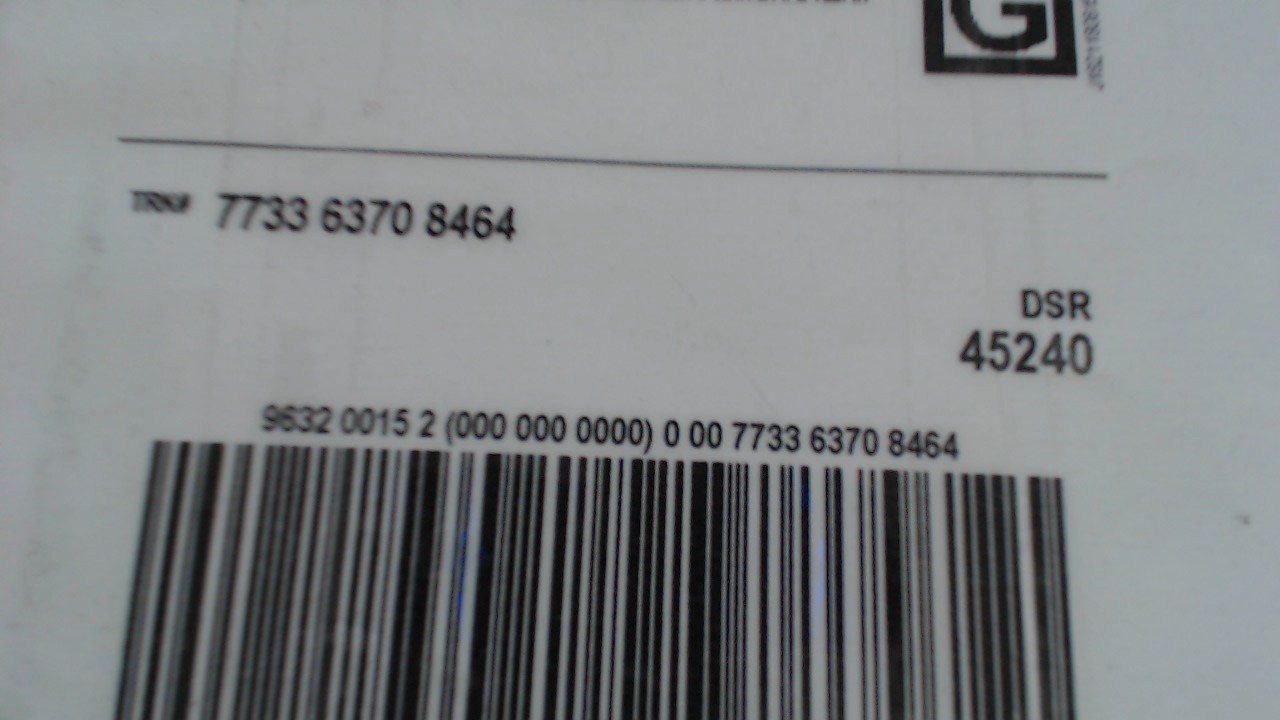 G
TRK# 7733 6370 8464
DSR
45240
9632 0015 2 (000 000 0000) 0 00 7733 6370 8464